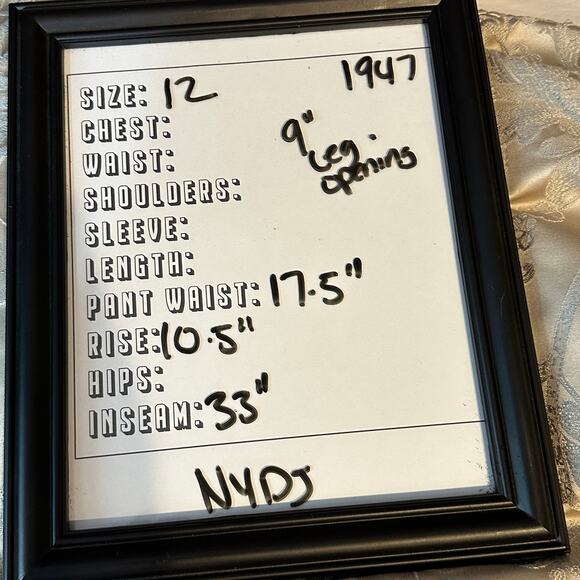 1947
SIZE: 12
CHEST:
9"
WAIST:
Leg
opening
SHOULDERS:
SLEEVE:
LENGTH:
PANT WAIST: 17.5"
RISE: 10.5"
HIPS:
INSEAM: 33"
NYDJ